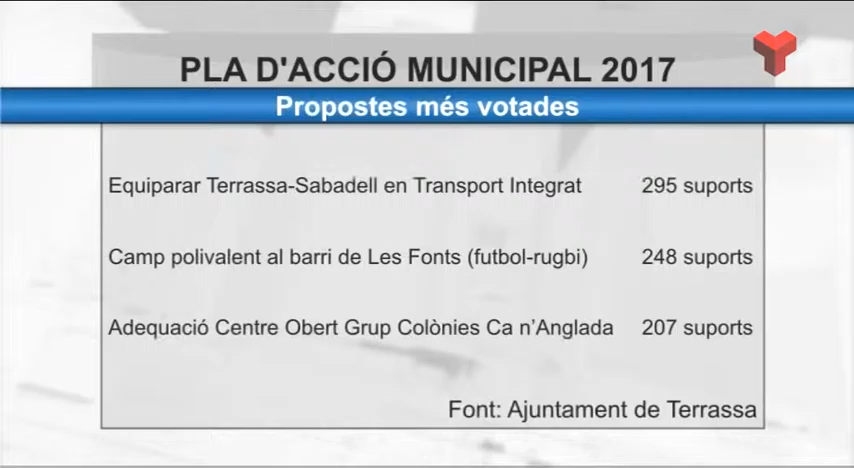 PLA D'ACCIÓ MUNICIPAL 2017
Propostes més votades
Equiparar Terrassa-Sabadell en Transport Integrat 295 suports
Camp polivalent al barri de Les Fonts (futbol-rugbi) 248 suports
Adequació Centre Obert Grup Colònies Ca n’Anglada 207 suports
Font: Ajuntament de Terrassa